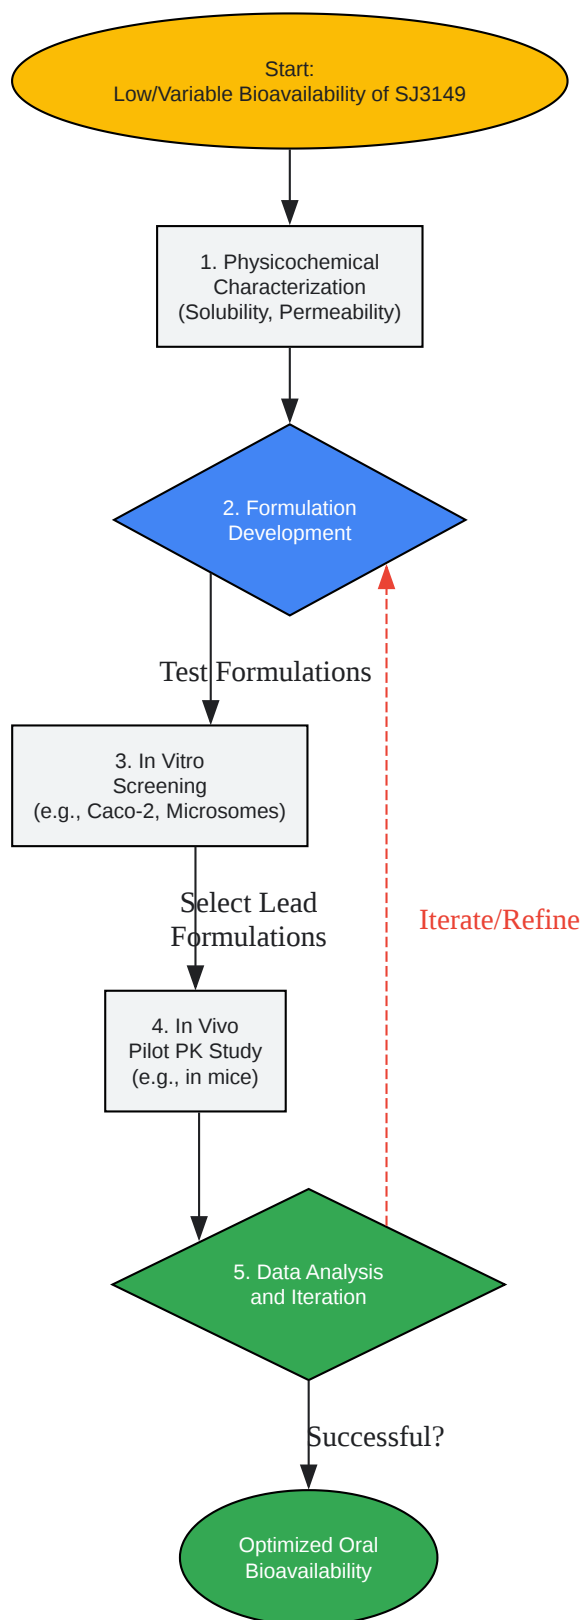 Start:
Low/Variable Bioavailability of SJ3149
1. Physicochemical
Characterization
(Solubility, Permeability)
2. Formulation
Development
Test Formulations
3. In Vitro
Screening
(e.g., Caco-2, Microsomes)
Select Lead
Formulations
Iterate/Refine
4. In Vivo
Pilot PK Study
(e.g., in mice)
5. Data Analysis
and Iteration
Successful?
Optimized Oral
Bioavailability